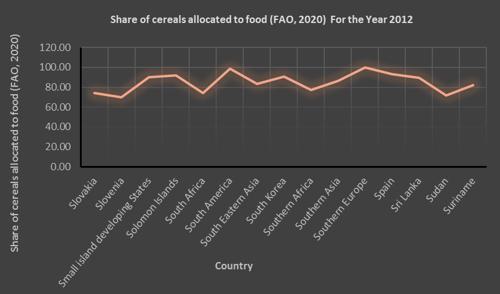 Share of cereals allocated to food (FAO, 2020) For the Year 2012
Share of cereals allocated to food (FAO, 2020)
120.00
100.00
80.00
60.00
40.00
20.00
0.00
Slovakia
Slovenia
Small island developing States
Solomon Islands
South Africa
South America
South Eastern Asia
South Korea
Southern Africa
Southern Asia
Southern Europe
Spain
Sri Lanka
Sudan
Suriname
Country